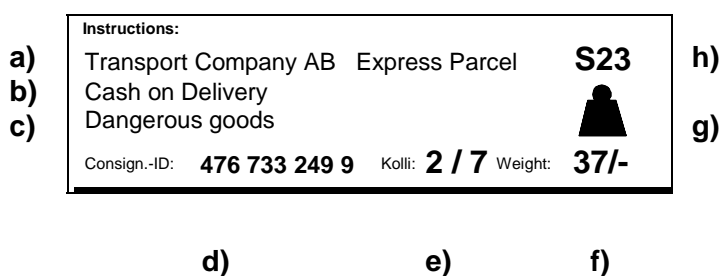 Instructions:
a) Transport Company AB Express Parcel S23 h)
b) Cash on Delivery
c) Dangerous goods g)
Consign.-ID: 476 733 249 9 Kolli: 2 / 7 Weight: 37/-
d) e) f)